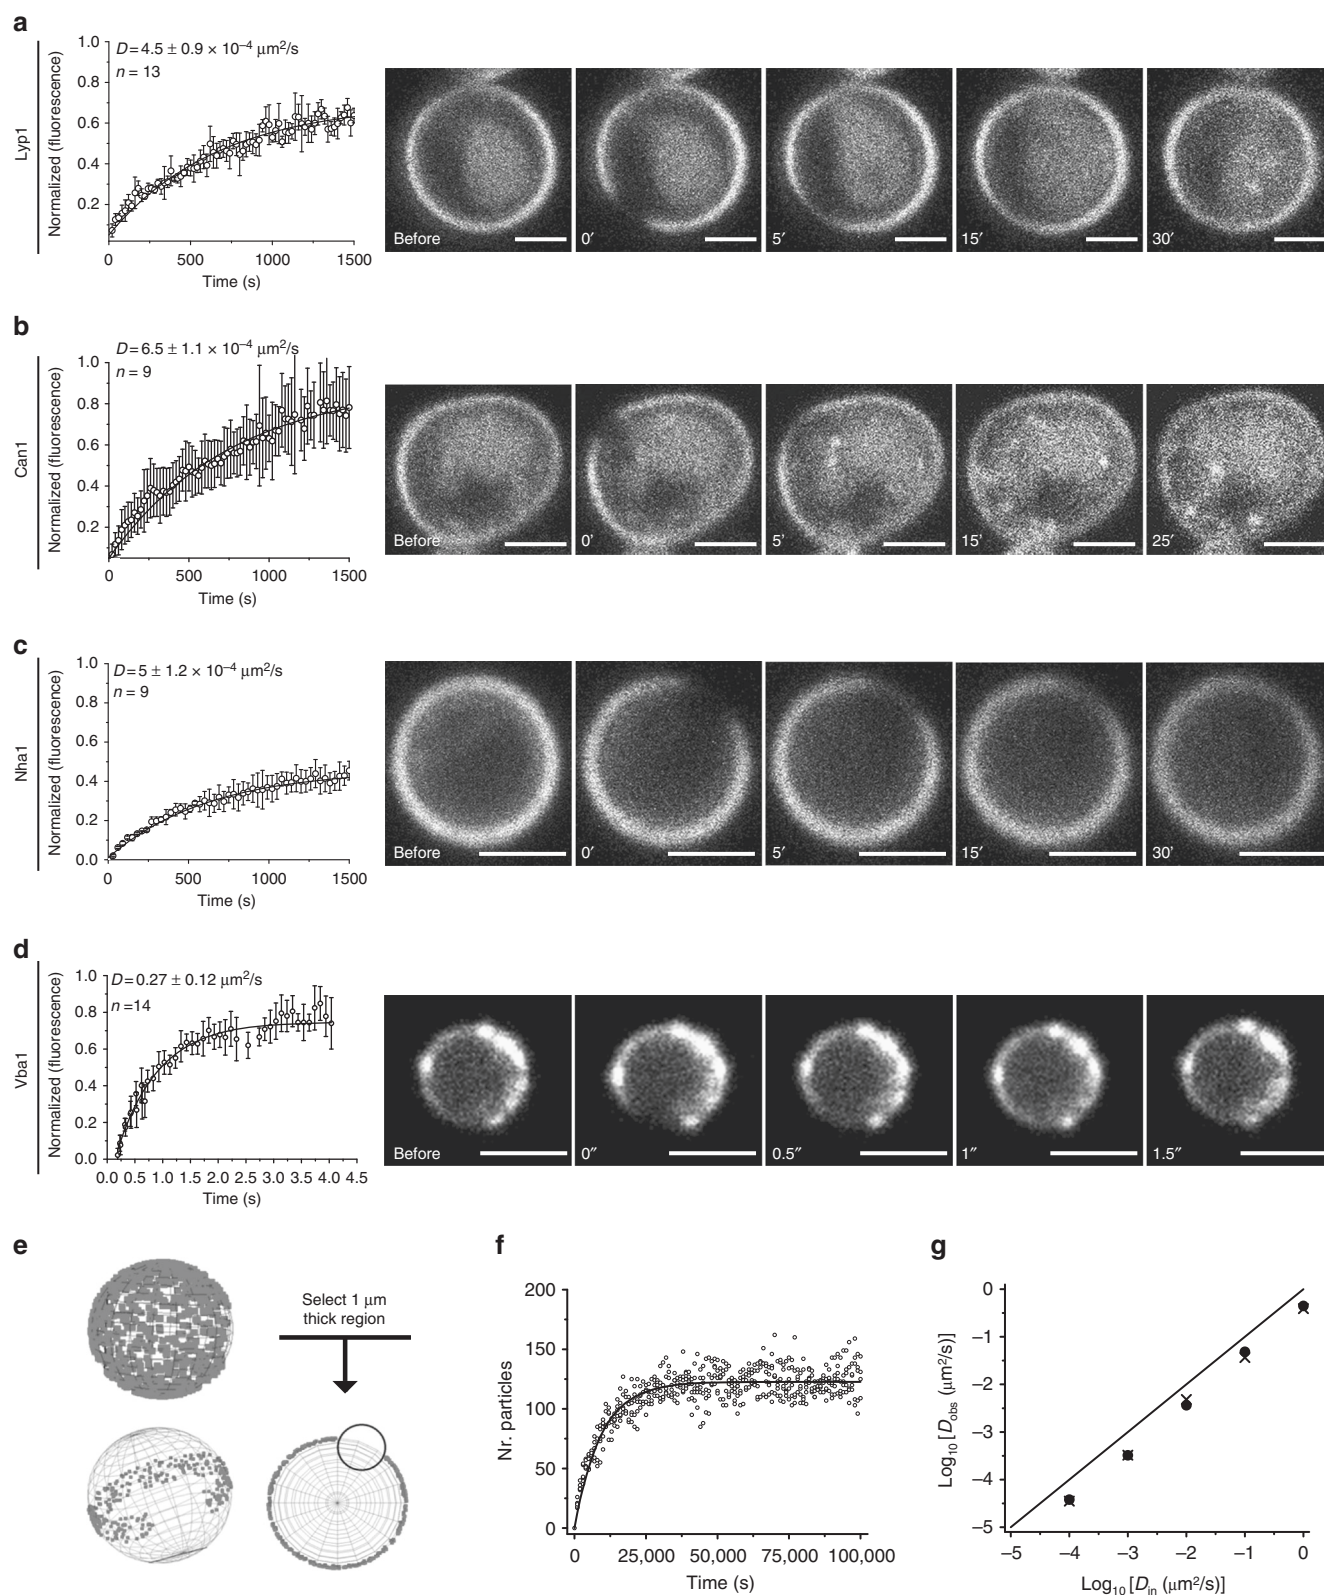 a
Lyp1
Normalized (fluorescence)
1.0
0.8
0.6
0.4
0.2
D=4.5 ± 0.9 × 10⁻⁴ μm²/s
n = 13
0 500 1000 1500
Time (s)
Before 0′ 5′ 15′ 30′
b
Can1
Normalized (fluorescence)
1.0
0.8
0.6
0.4
0.2
D=6.5 ± 1.1 × 10⁻⁴ μm²/s
n = 9
0 500 1000 1500
Time (s)
Before 0′ 5′ 15′ 25′
c
Nha1
Normalized (fluorescence)
1.0
0.8
0.6
0.4
0.2
0.0
D=5 ± 1.2 × 10⁻⁴ μm²/s
n = 9
0 500 1000 1500
Time (s)
Before 0′ 5′ 15′ 30′
d
Vba1
Normalized (fluorescence)
1.0
0.8
0.6
0.4
0.2
0.0
D=0.27 ± 0.12 μm²/s
n=14
0.0 0.5 1.0 1.5 2.0 2.5 3.0 3.5 4.0 4.5
Time (s)
Before 0″ 0.5″ 1″ 1.5″
e
Select 1 μm
thick region
f
Nr. particles
200
150
100
50
0
0 25,000 50,000 75,000 100,000
Time (s)
g
Log₁₀ [D_obs (μm²/s)]
0
−1
−2
−3
−4
−5
−5 −4 −3 −2 −1 0
Log₁₀ [D_in (μm²/s)]